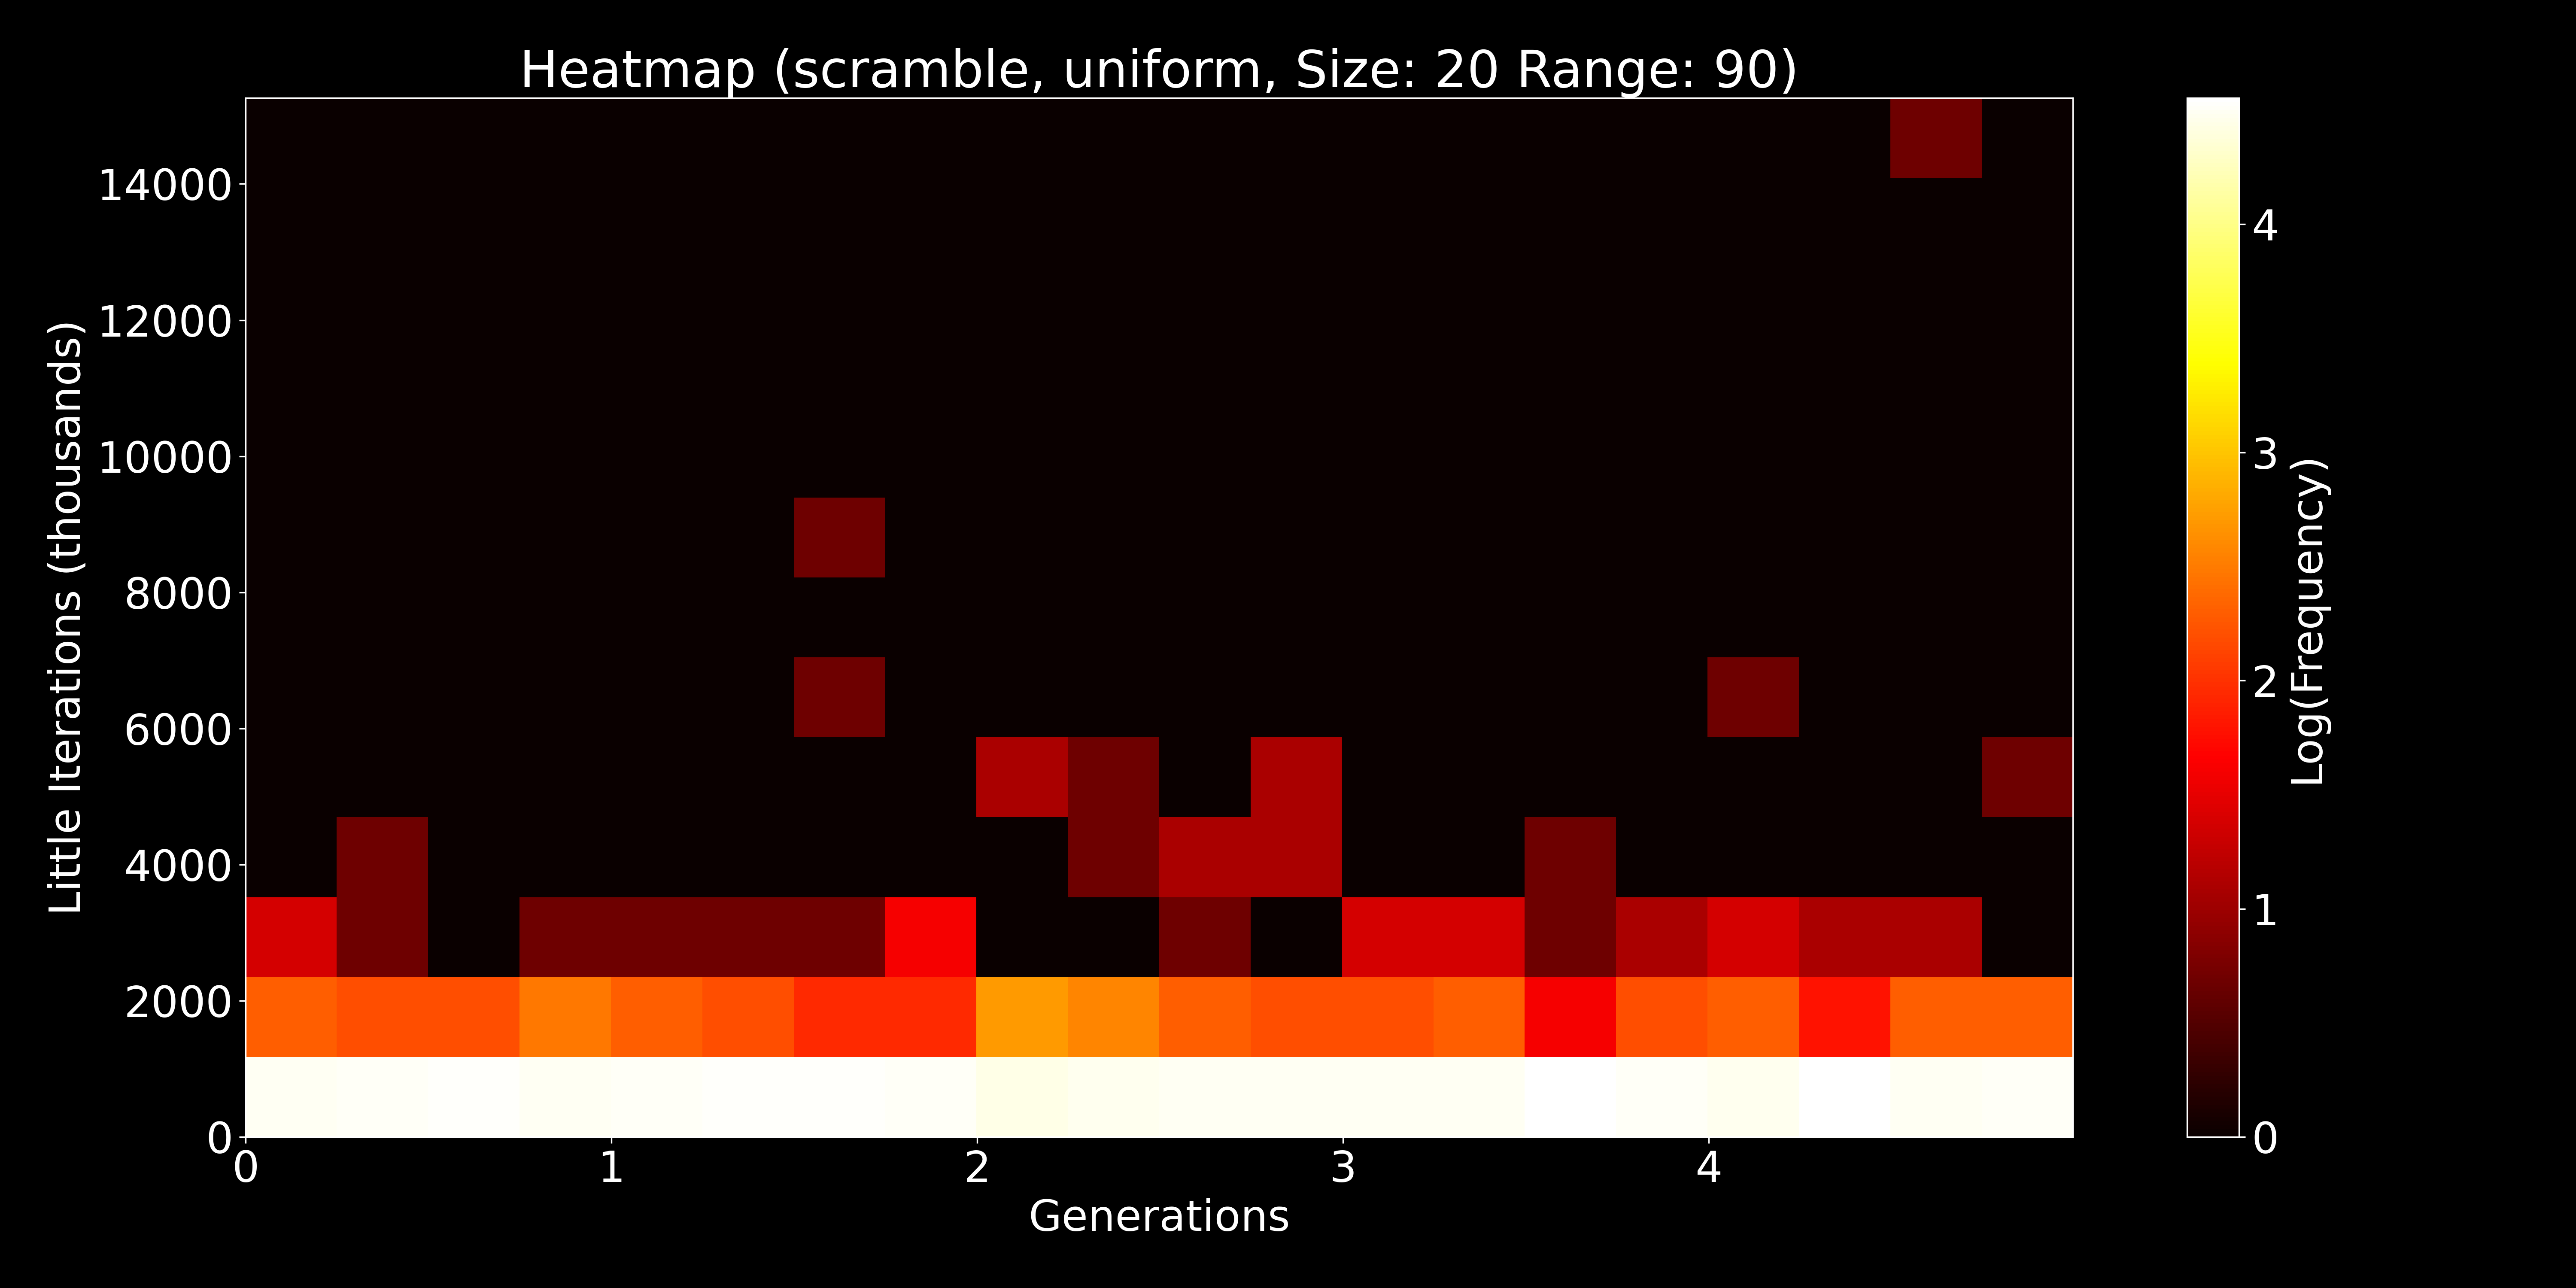 Heatmap (scramble, uniform, Size: 20 Range: 90)
Little Iterations (thousands)
14000
12000
10000
8000
6000
4000
2000
0
0 1 2 3 4
Generations
4
3
2
1
0
Log(Frequency)